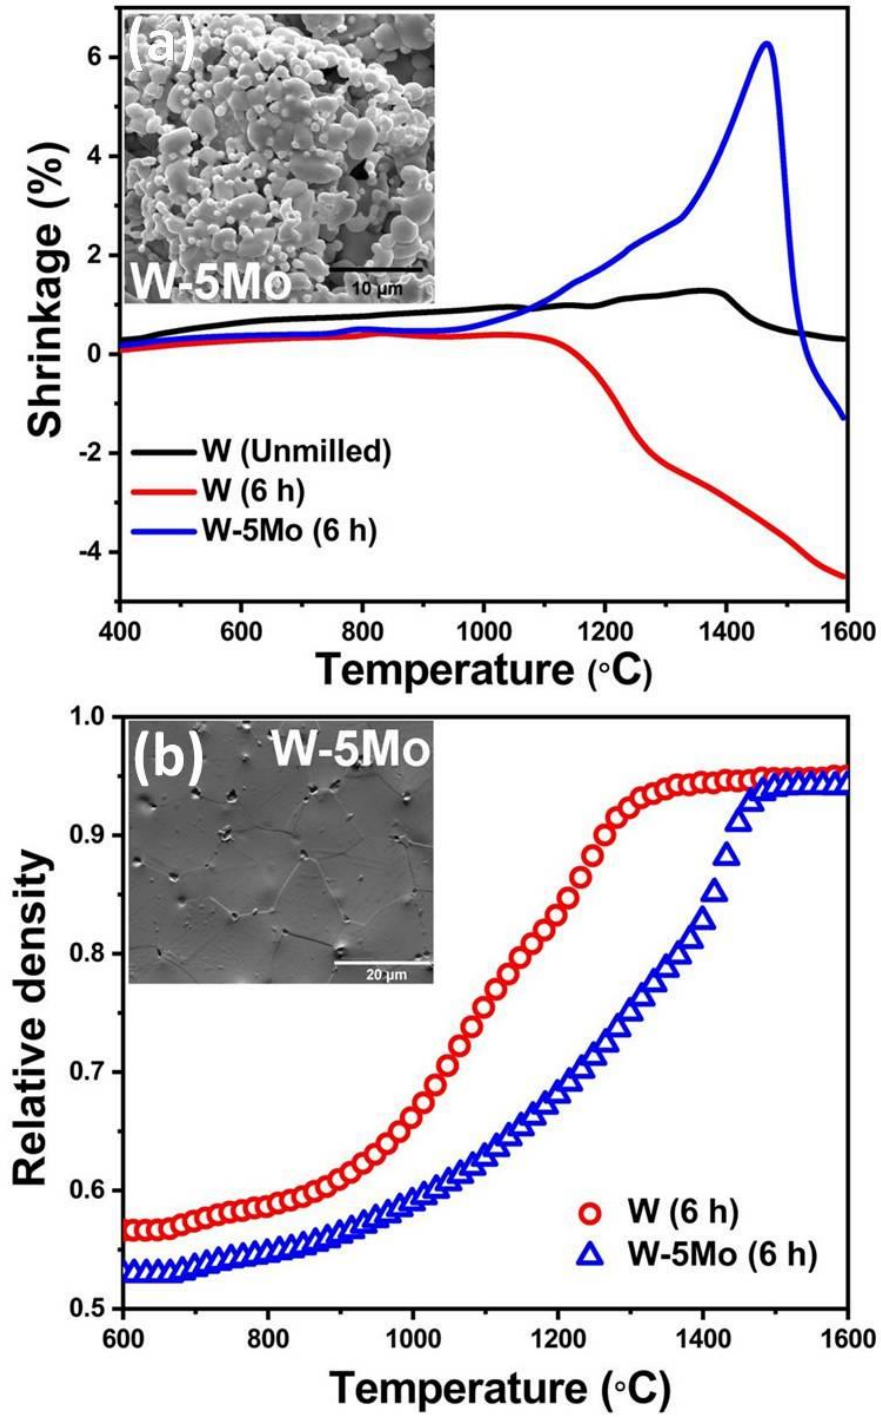 (a)
W-5Mo
10 µm
Shrinkage (%)
6
4
2
0
-2
-4
W (Unmilled)
W (6 h)
W-5Mo (6 h)
400 600 800 1000 1200 1400 1600
Temperature (°C)
(b) W-5Mo
20 µm
Relative density
1.0
0.9
0.8
0.7
0.6
0.5
W (6 h)
W-5Mo (6 h)
600 800 1000 1200 1400 1600
Temperature (°C)